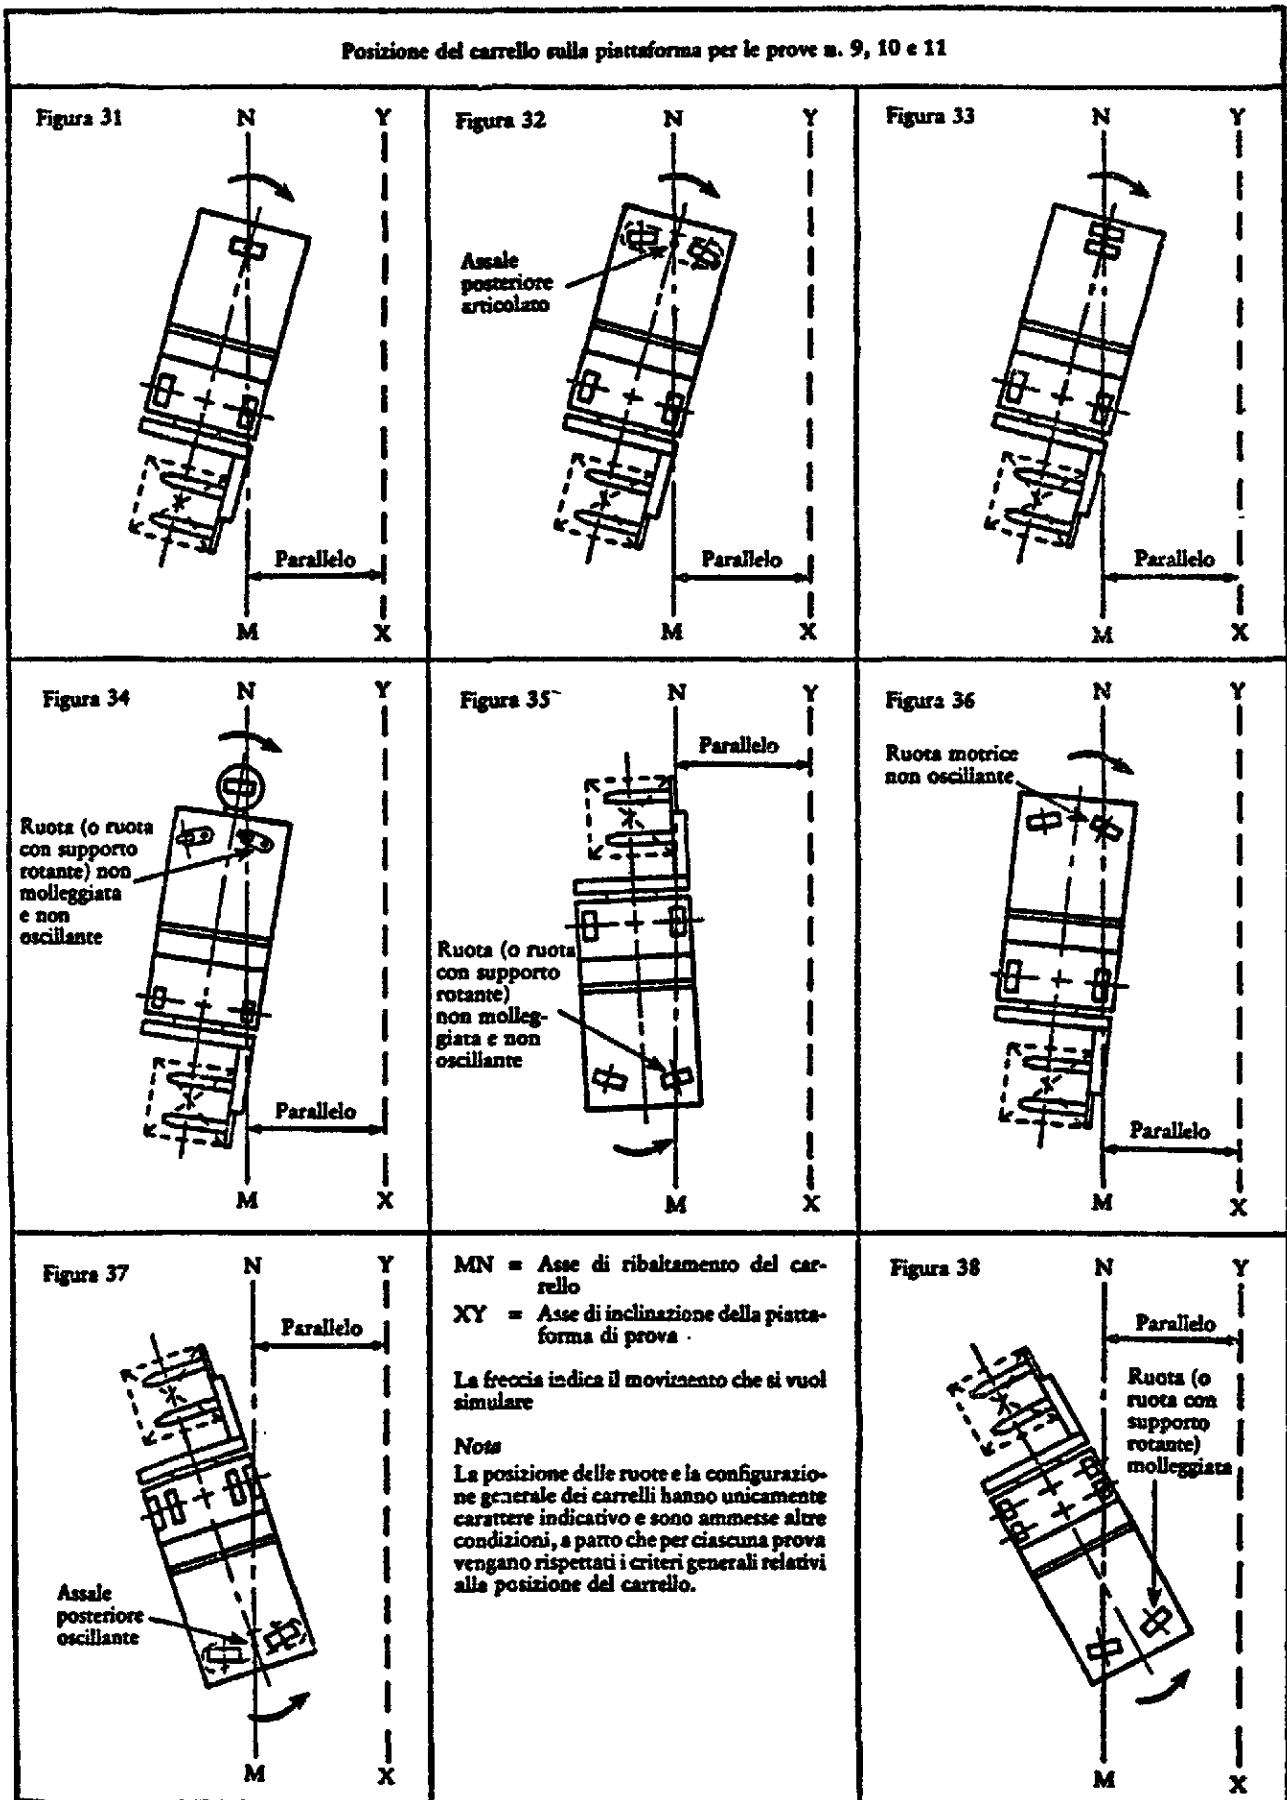 Posizione del carrello sulla piattaforma per le prove n. 9, 10 e 11
Figura 31
N
Y
Parallelo
M
X
Figura 32
N
Y
Assale
posteriore
articolato
Parallelo
M
X
Figura 33
N
Y
Parallelo
M
X
Figura 34
N
Y
Ruota (o ruota
con supporto
rotante) non
molleggiata
e non
oscillante
Parallelo
M
X
Figura 35
N
Y
Parallelo
Ruota (o ruota
con supporto
rotante)
non molleg-
giata e non
oscillante
M
X
Figura 36
N
Y
Ruota motrice
non oscillante
Parallelo
M
X
Figura 37
N
Y
Parallelo
Assale
posteriore
oscillante
M
X
MN = Asse di ribaltamento del car-
rello
XY = Asse di inclinazione della piatta-
forma di prova
La freccia indica il movimento che si vuol
simulare
Nota
La posizione delle ruote e la configurazio-
ne generale dei carrelli hanno unicamente
carattere indicativo e sono ammesse altre
condizioni, a patto che per ciascuna prova
vengano rispettati i criteri generali relativi
alla posizione del carrello.
Figura 38
N
Y
Parallelo
Ruota (o
ruota con
supporto
rotante)
molleggiata
M
X